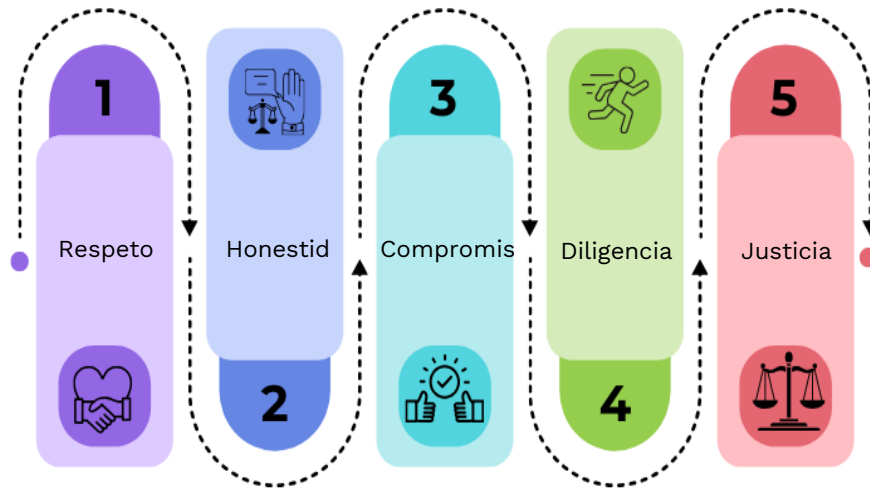 1
Respeto
Honestid
2
3
Compromis
Diligencia
4
5
Justicia